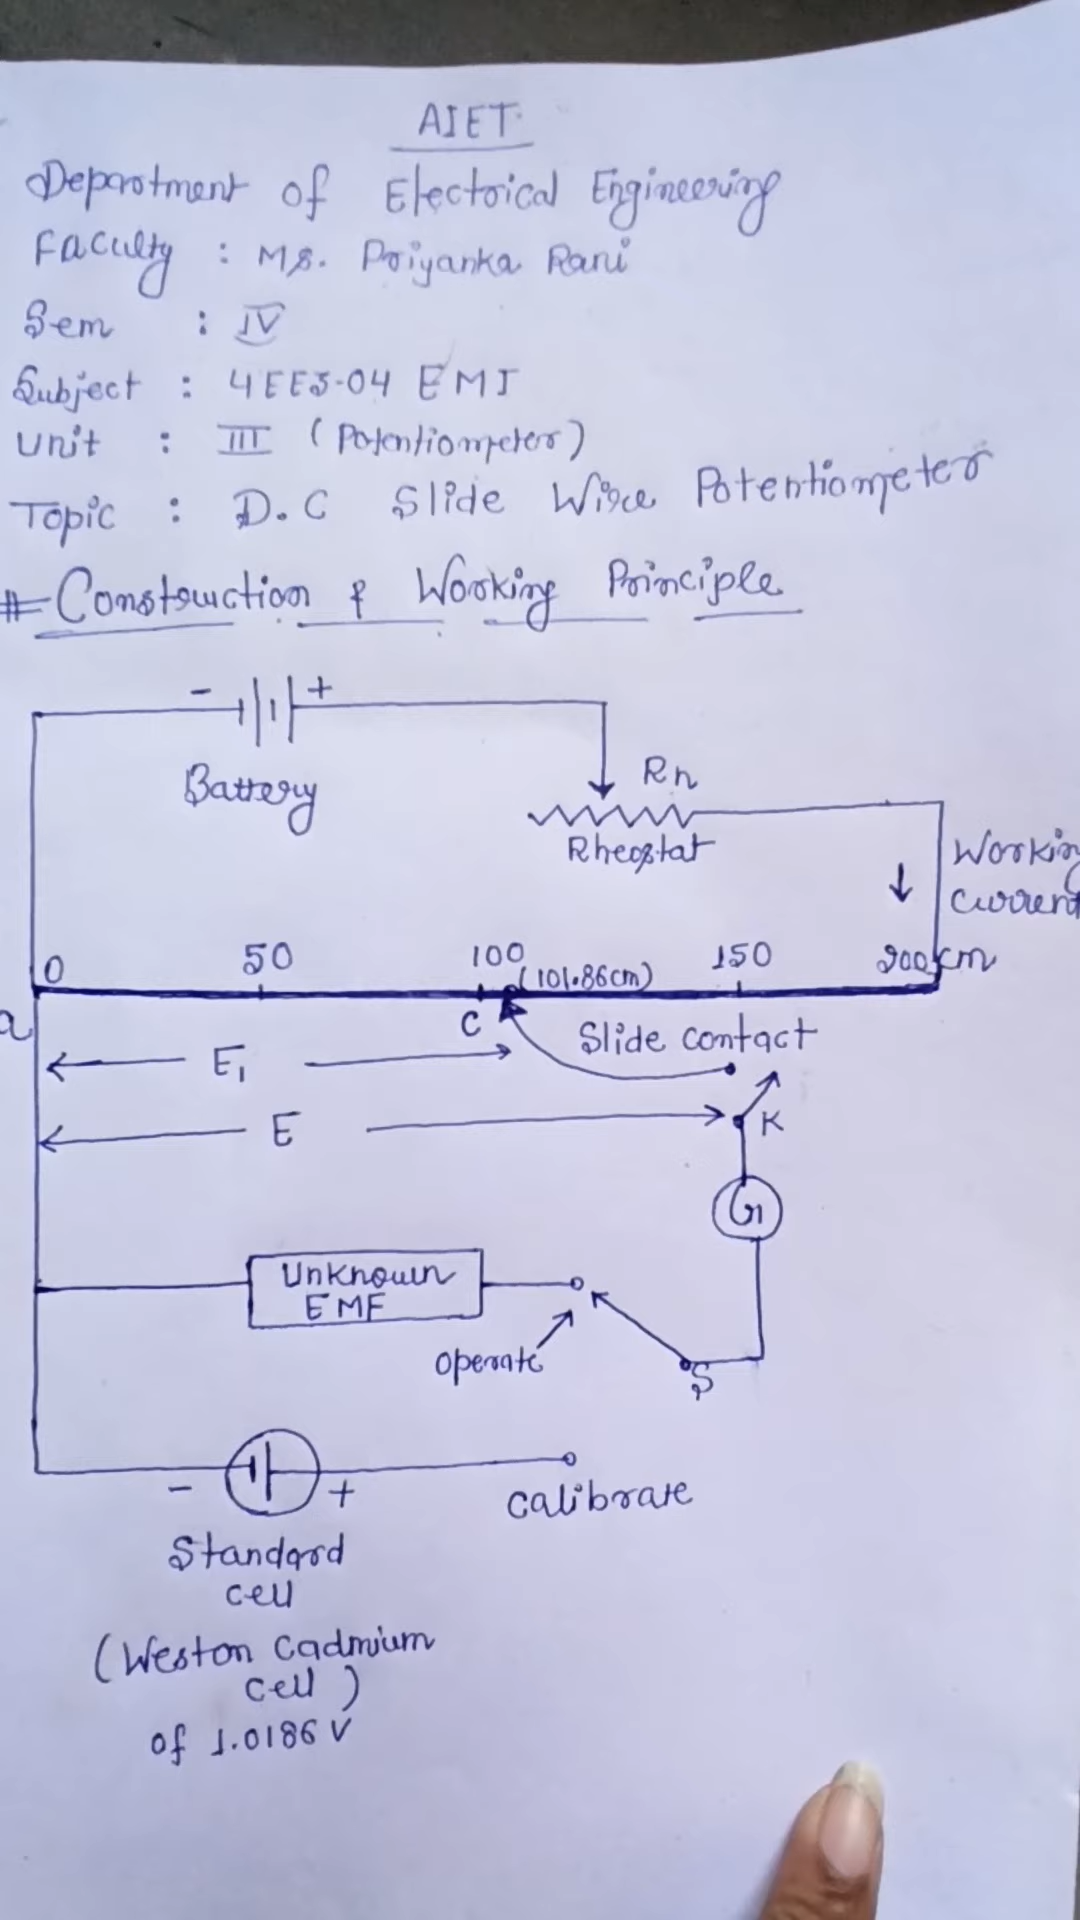 AIET
Department of Electrical Engineering
Faculty : Ms. Priyanka Rani
Sem : IV
Subject : 4EE3-04 EMI
Unit : III (Potentiometer)
Topic : D.C Slide Wire Potentiometer
# Construction & Working Principle
- +
Battery
Rh
Rheostat
Working
current
0 50 100 150 200 cm
(101.86cm)
a
C
Slide contact
E1
E
K
G
Unknown
EMF
operate
S
- +
calibrate
Standard
cell
(Weston Cadmium
cell)
of 1.0186 V